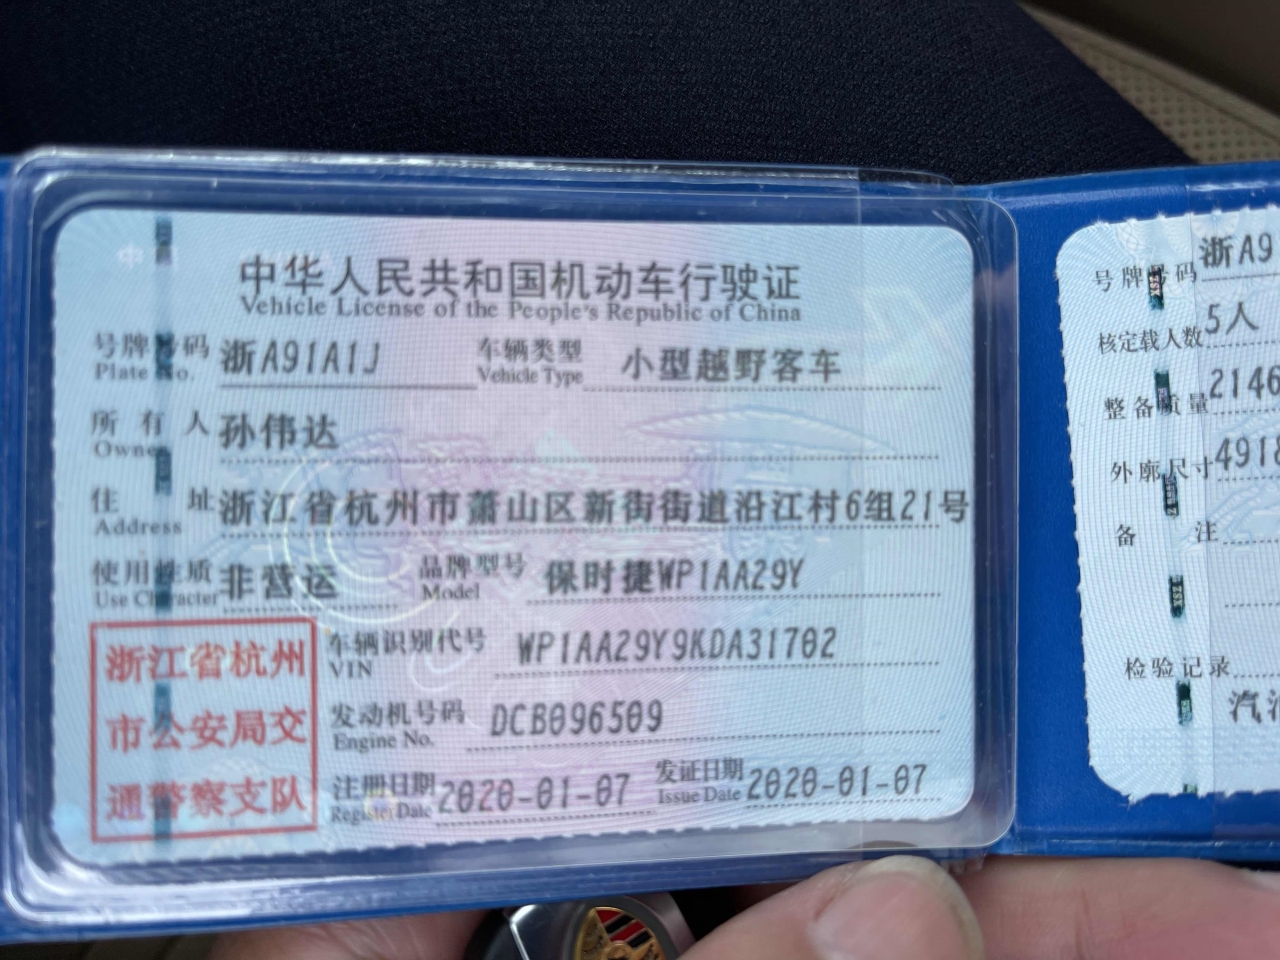 中华人民共和国机动车行驶证
Vehicle License of the People's Republic of China
号牌号码 浙A91A1J 车辆类型 小型越野客车
Plate No. Vehicle Type
所有人 孙伟达
Owner
住址 浙江省杭州市萧山区新街街道沿江村6组21号
Address
使用性质 非营运 品牌型号 保时捷WP1AA29Y
Use Character Model
车辆识别代号 WP1AA29Y9KDA31702
VIN
发动机号码 DCB096509
Engine No.
注册日期 2020-01-07 发证日期 2020-01-07
Register Date Issue Date
浙江省杭州
市公安局交
通警察支队
号牌号码 浙A9
核定载人数 5人
整备质量 2146
外廓尺寸 4918
备注
检验记录